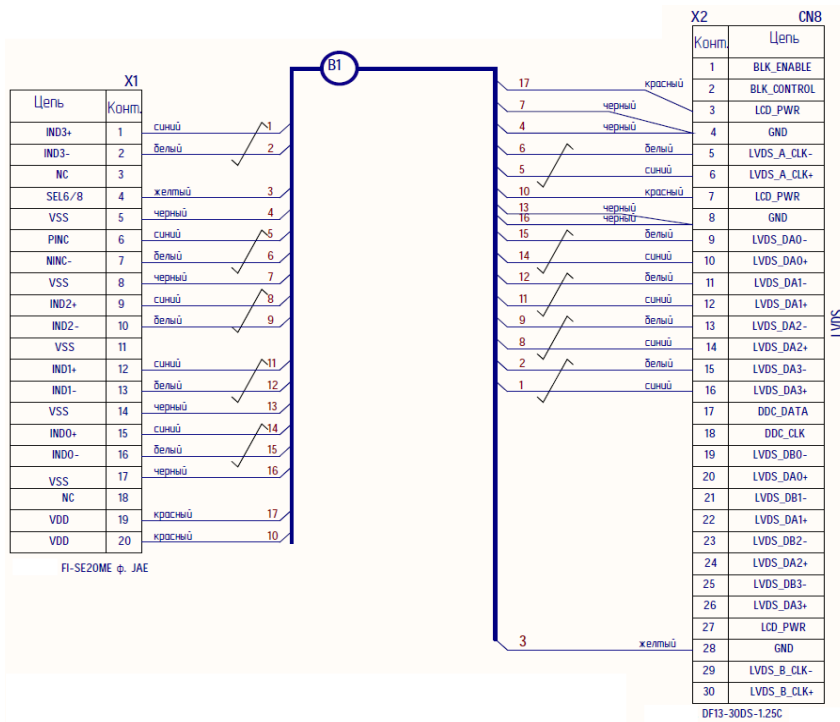 X2 CN8
Конт. Цепь
1 BLK_ENABLE
17 красный 2 BLK_CONTROL
7 черный 3 LCD_PWR
4 черный 4 GND
6 белый 5 LVDS_A_CLK-
5 синий 6 LVDS_A_CLK+
10 красный 7 LCD_PWR
13 черный
16 черный 8 GND
15 белый 9 LVDS_DA0-
14 синий 10 LVDS_DA0+
12 белый 11 LVDS_DA1-
11 синий 12 LVDS_DA1+
9 белый 13 LVDS_DA2-
8 синий 14 LVDS_DA2+
2 белый 15 LVDS_DA3-
1 синий 16 LVDS_DA3+
17 DDC_DATA
18 DDC_CLK
19 LVDS_DB0-
20 LVDS_DA0+
21 LVDS_DB1-
22 LVDS_DA1+
23 LVDS_DB2-
24 LVDS_DA2+
25 LVDS_DB3-
26 LVDS_DA3+
27 LCD_PWR
3 желтый 28 GND
29 LVDS_B_CLK-
30 LVDS_B_CLK+
DF13-30DS-1.25C
LVDS
B1
X1
Цепь Конт.
IND3+ 1 синий 1
IND3- 2 белый 2
NC 3
SEL6/8 4 желтый 3
VSS 5 черный 4
PINC 6 синий 5
NINC- 7 белый 6
VSS 8 черный 7
IND2+ 9 синий 8
IND2- 10 белый 9
VSS 11
IND1+ 12 синий 11
IND1- 13 белый 12
VSS 14 черный 13
IND0+ 15 синий 14
IND0- 16 белый 15
VSS 17 черный 16
NC 18
VDD 19 красный 17
VDD 20 красный 10
FI-SE20ME ф. JAE